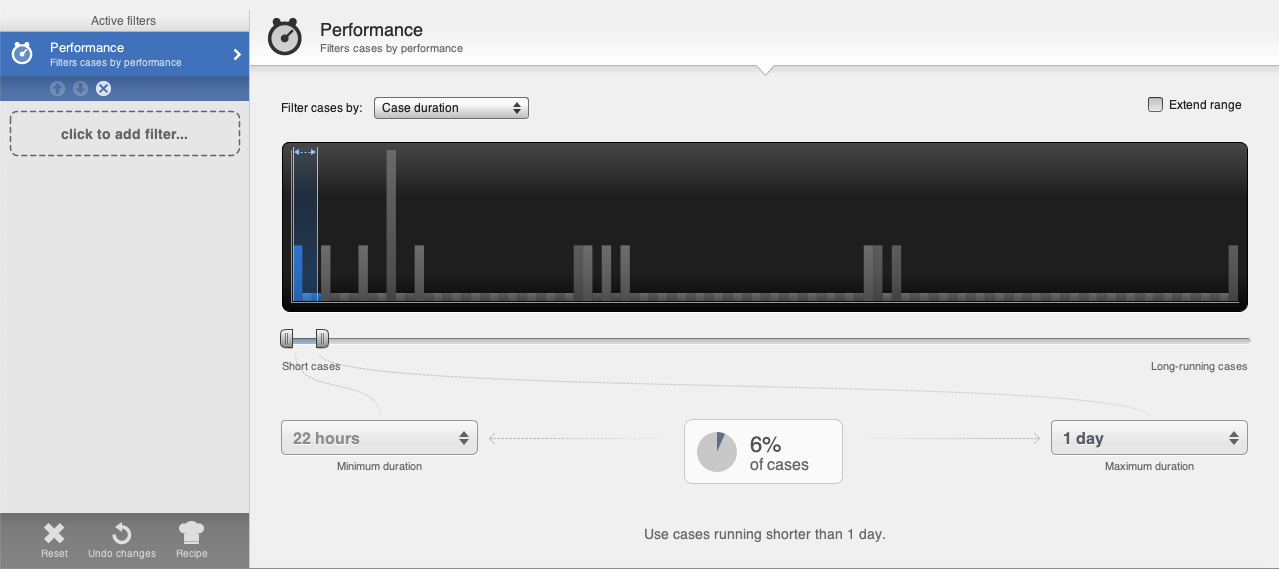 Active filters
Performance
Filters cases by performance
click to add filter...
Reset
Undo changes
Recipe
Performance
Filters cases by performance
Filter cases by:
Case duration
Extend range
Short cases
Long-running cases
22 hours
Minimum duration
6%
of cases
1 day
Maximum duration
Use cases running shorter than 1 day.